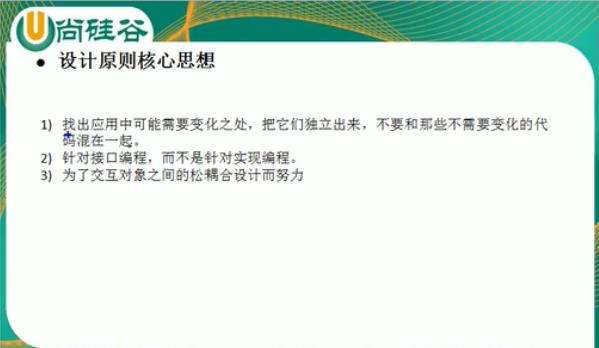 尚硅谷
● 设计原则核心思想
1) 找出应用中可能需要变化之处，把它们独立出来，不要和那些不需要变化的代
码混在一起。
2) 针对接口编程，而不是针对实现编程。
3) 为了交互对象之间的松耦合设计而努力